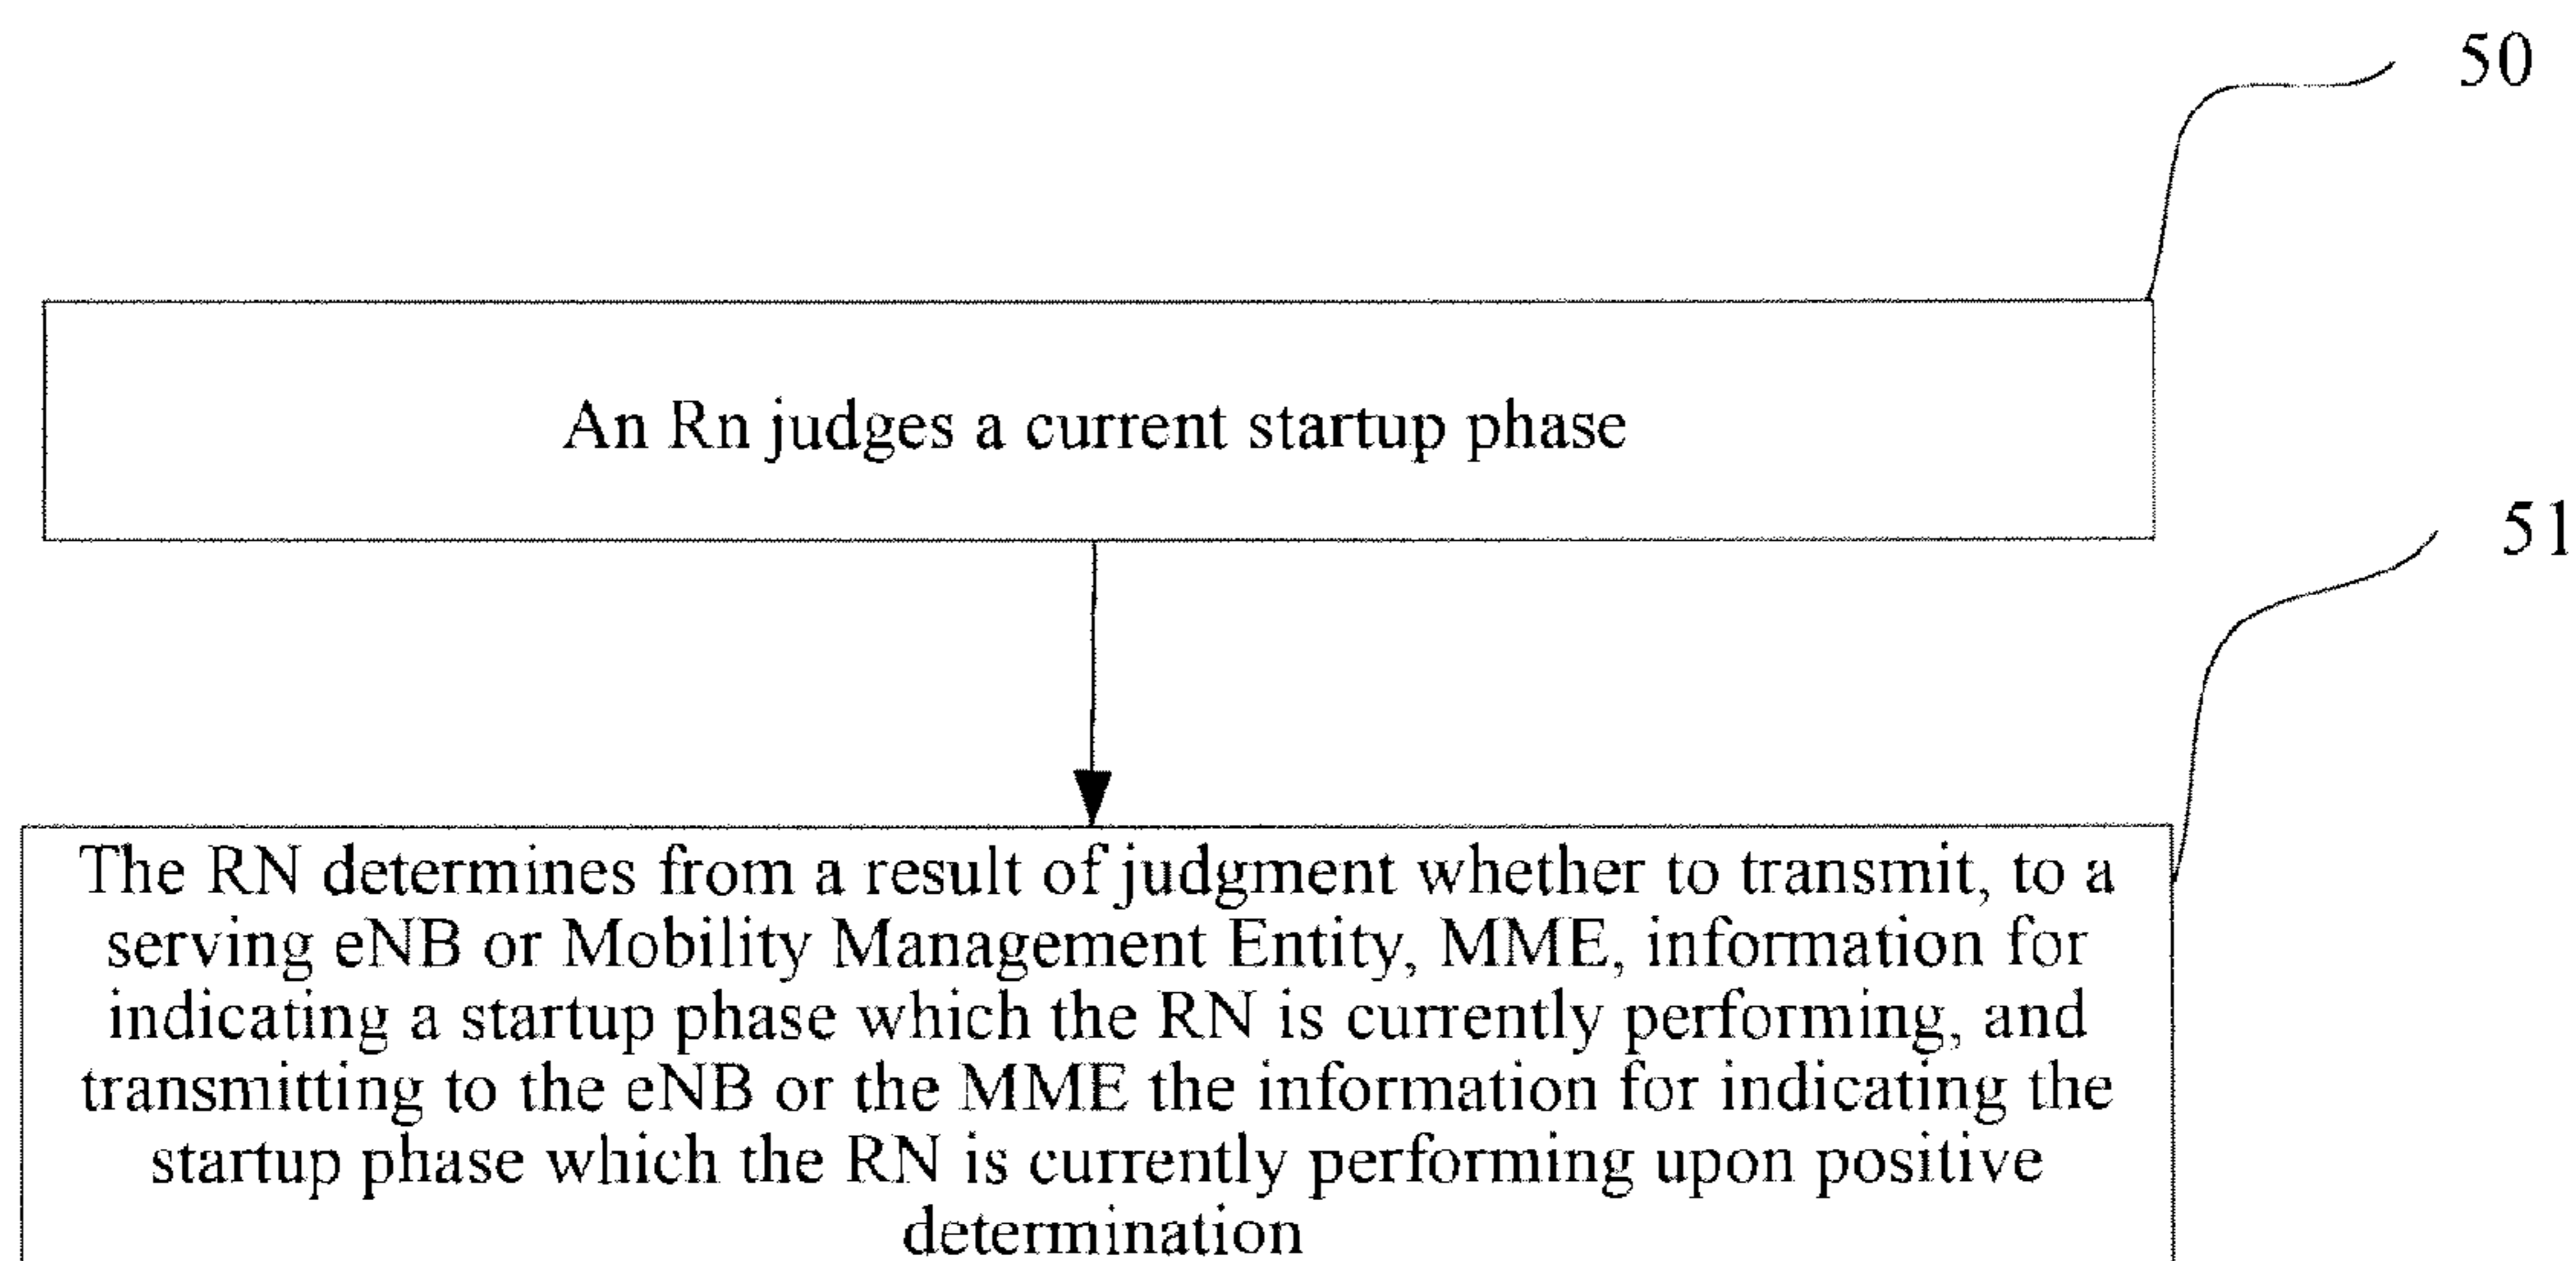 50
An Rn judges a current startup phase
51
The RN determines from a result of judgment whether to transmit, to a
serving eNB or Mobility Management Entity, MME, information for
indicating a startup phase which the RN is currently performing, and
transmitting to the eNB or the MME the information for indicating the
startup phase which the RN is currently performing upon positive
determination